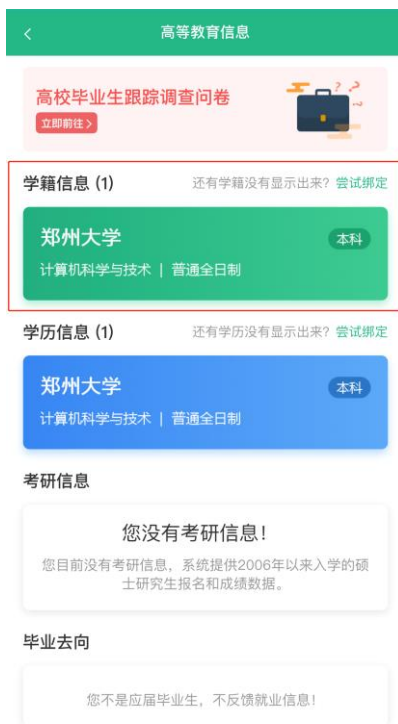 高等教育信息
高校毕业生跟踪调查问卷
立即前往>
学籍信息 (1) 还有学籍没有显示出来? 尝试绑定
郑州大学 本科
计算机科学与技术 | 普通全日制
学历信息 (1) 还有学历没有显示出来? 尝试绑定
郑州大学 本科
计算机科学与技术 | 普通全日制
考研信息
您没有考研信息!
您目前没有考研信息,系统提供2006年以来入学的硕
士研究生报名和成绩数据。
毕业去向
您不是应届毕业生,不反馈就业信息!